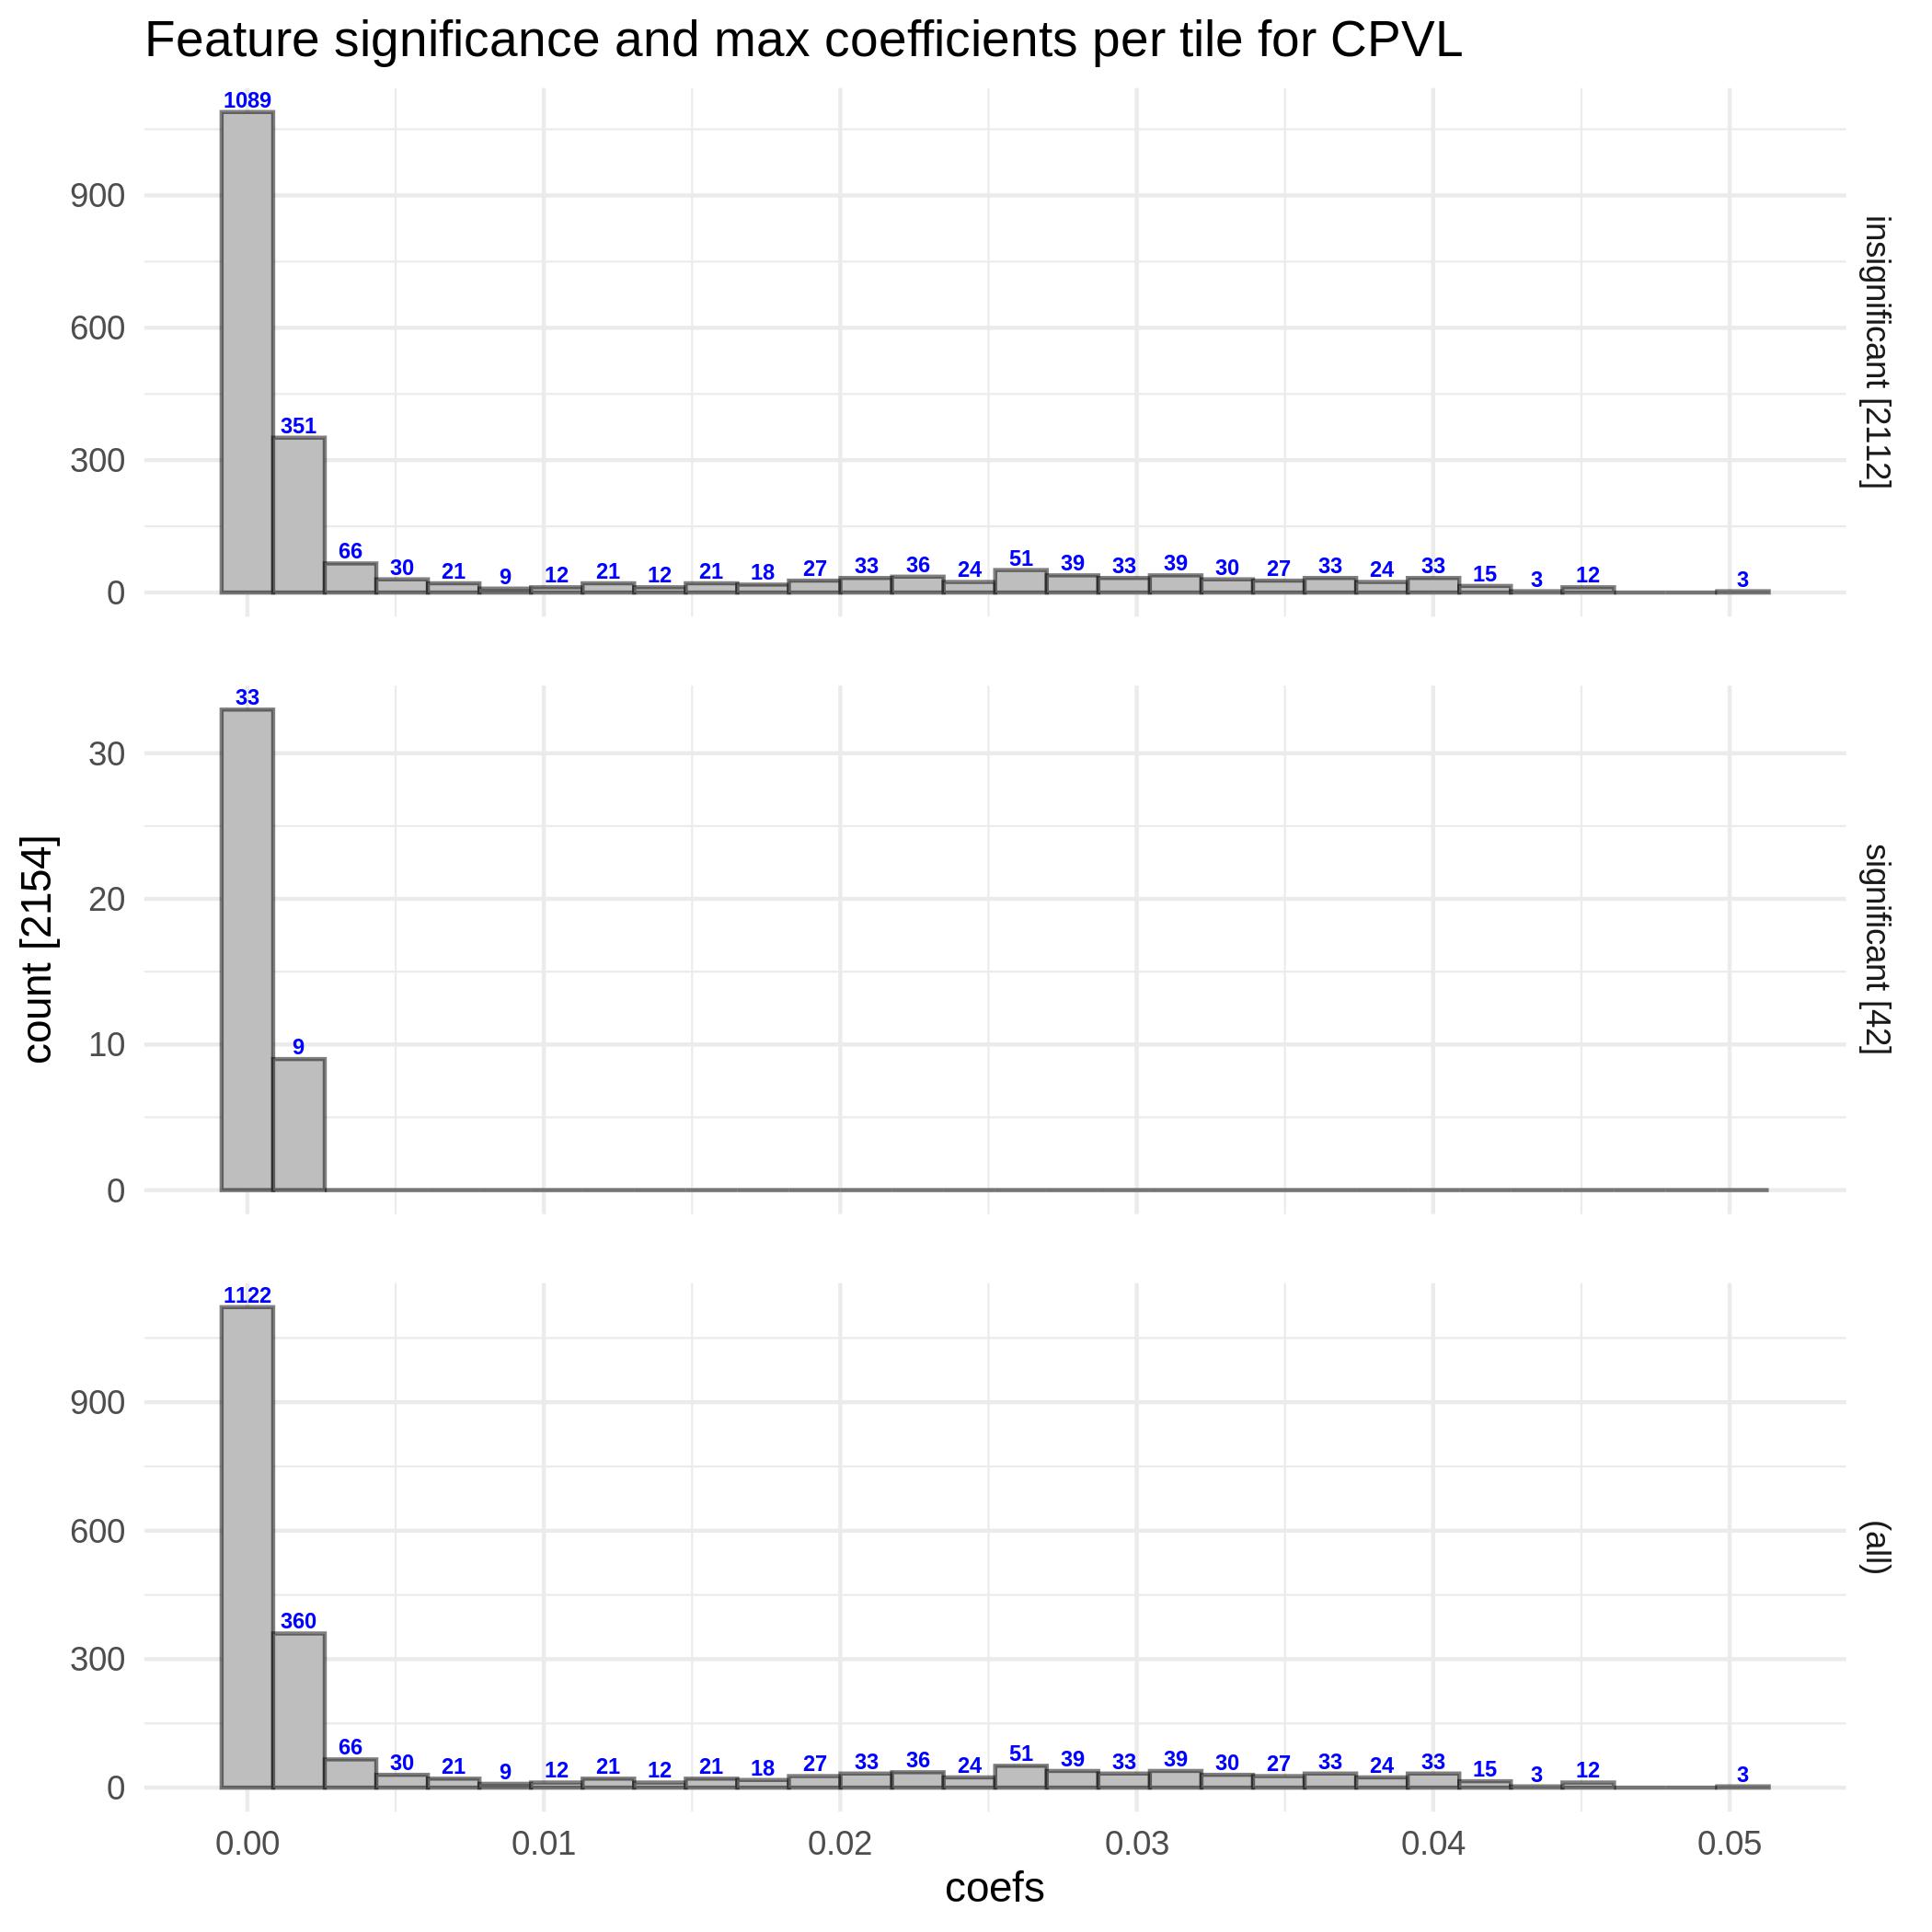 Feature significance and max coefficients per tile for CPVL
1089
351
66 30 21 9 12 21 12 21 18 27 33 36 24 51 39 33 39 30 27 33 24 33 15 3 12 3
900
600
300
0
insignificant [2112]
33
9
30
20
10
0
significant [42]
count [2154]
1122
360
66 30 21 9 12 21 12 21 18 27 33 36 24 51 39 33 39 30 27 33 24 33 15 3 12 3
900
600
300
0
(all)
0.00 0.01 0.02 0.03 0.04 0.05
coefs